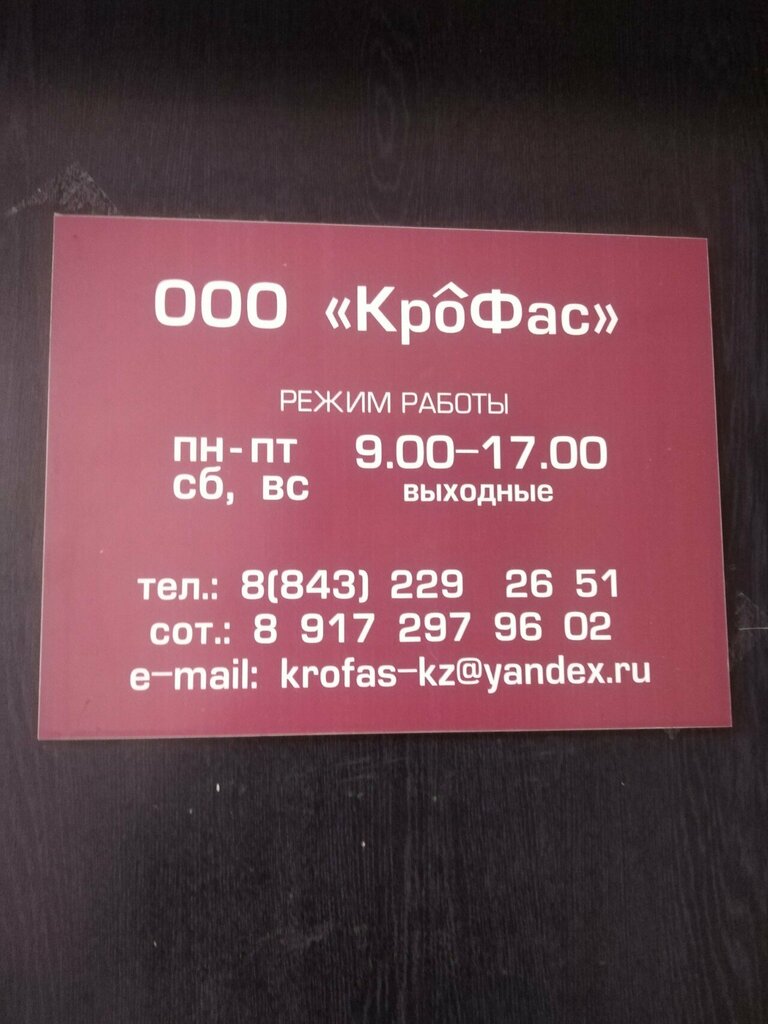 ООО «КрôФас»
РЕЖИМ РАБОТЫ
пн-пт 9.00-17.00
сб, вс выходные
тел.: 8(843) 229 26 51
сот.: 8 917 297 96 02
e-mail: krofas-kz@yandex.ru